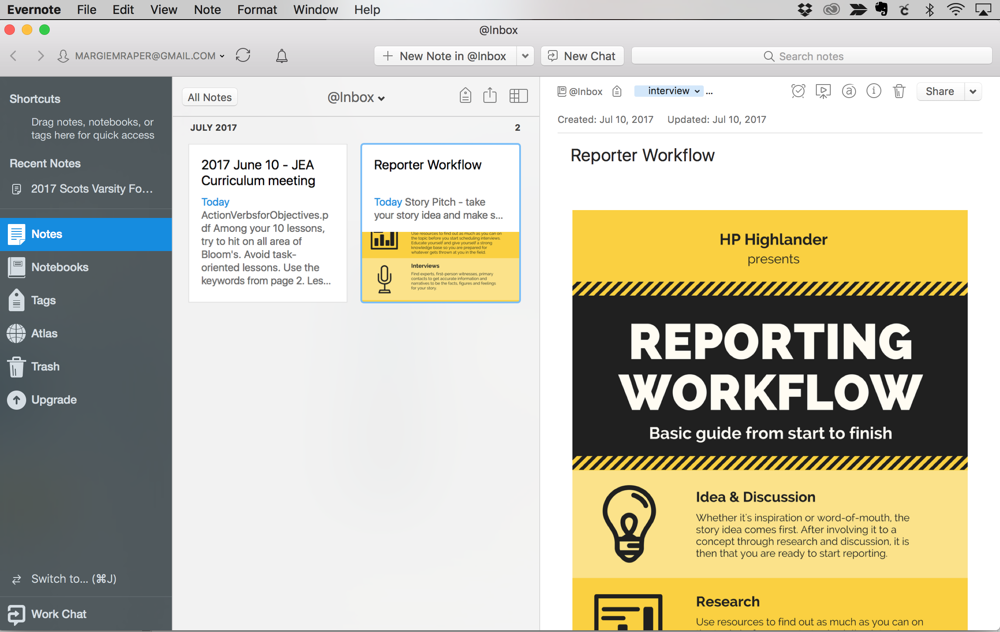 Evernote File Edit View Note Format Window Help
@Inbox
MARGIEMRAPER@GMAIL.COM
New Note in @Inbox
New Chat
Search notes
Shortcuts
Drag notes, notebooks, or
tags here for quick access
Recent Notes
2017 Scots Varsity Fo...
Notes
Notebooks
Tags
Atlas
Trash
Upgrade
Switch to... (⌘J)
Work Chat
All Notes
@Inbox
JULY 2017
2
2017 June 10 - JEA
Curriculum meeting
Today
ActionVerbsforObjectives.p
df Among your 10 lessons,
try to hit on all area of
Bloom's. Avoid task-
oriented lessons. Use the
keywords from page 2. Les...
Reporter Workflow
Today Story Pitch - take
your story idea and make s...
Use resources to find out as much as you can on
the topic before you start scheduling interviews.
Educate yourself and give yourself a strong
knowledge base so you are prepared for
whatever gets thrown at you in the field.
Interviews
Find experts, first-person witnesses, primary
contacts to get accurate information and
narratives to be the facts, figures and feelings
for your story.
@Inbox
interview
...
Share
Created: Jul 10, 2017 Updated: Jul 10, 2017
Reporter Workflow
HP Highlander
presents
REPORTING
WORKFLOW
Basic guide from start to finish
Idea & Discussion
Whether it's inspiration or word-of-mouth, the
story idea comes first. After involving it to a
concept through research and discussion, it is
then that you are ready to start reporting.
Research
Use resources to find out as much as you can on